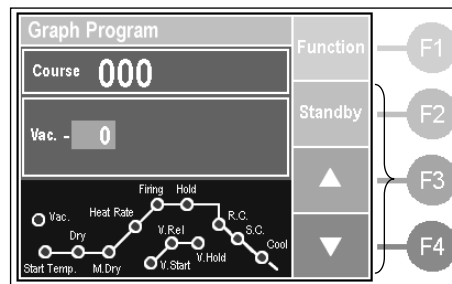 Graph Program
Function
F1
Course 000
Standby
F2
Vac. - 0
F3
Firing Hold
Vac.
Heat Rate
R.C.
Dry
V.Rel
S.C.
Cool
Start Temp. M.Dry V.Start V.Hold
F4